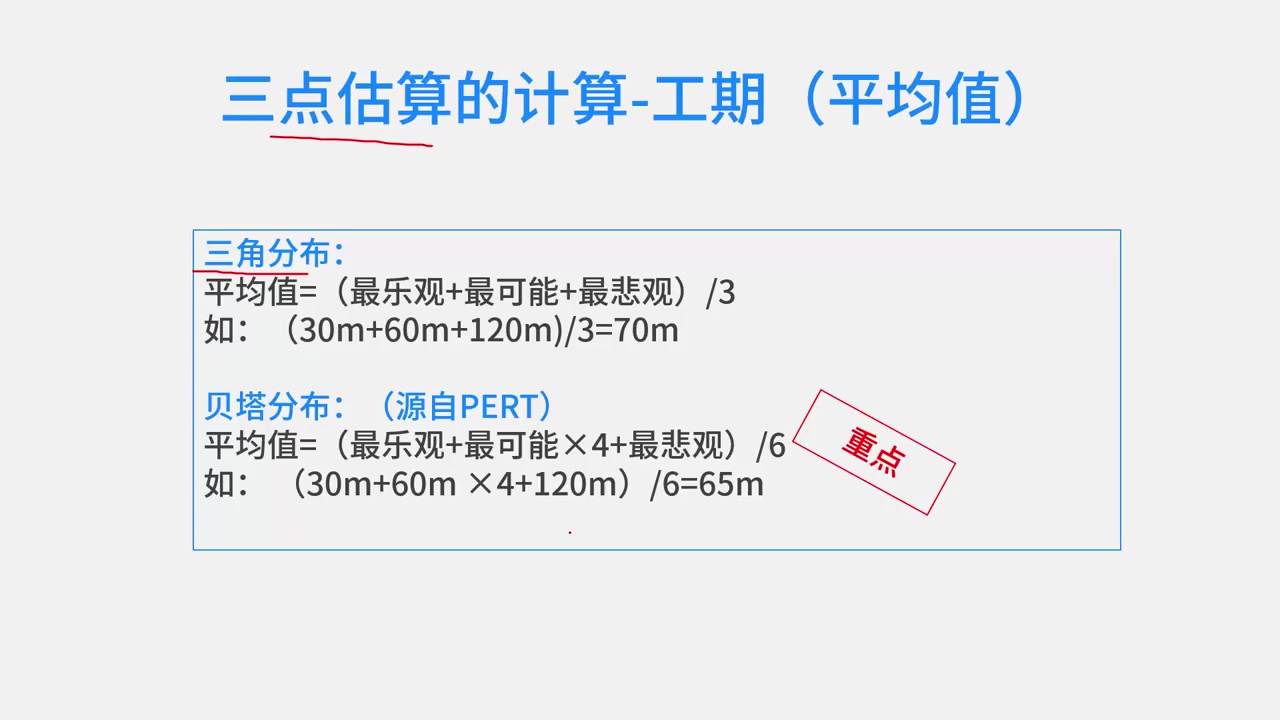 三点估算的计算-工期（平均值）
三角分布：
平均值=（最乐观+最可能+最悲观）/3
如：（30m+60m+120m)/3=70m
贝塔分布：（源自PERT）
平均值=（最乐观+最可能×4+最悲观）/6
如： （30m+60m ×4+120m）/6=65m
重点